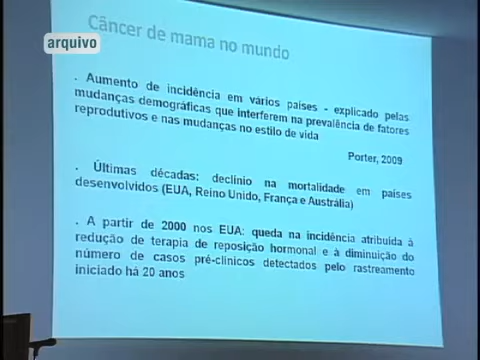 Câncer de mama no mundo
arquivo
. Aumento de incidência em vários países - explicado pelas
mudanças demográficas que interferem na prevalência de fatores
reprodutivos e nas mudanças no estilo de vida
Porter, 2009
. Últimas décadas: declínio na mortalidade em países
desenvolvidos (EUA, Reino Unido, França e Austrália)
. A partir de 2000 nos EUA: queda na incidência atribuída à
redução de terapia de reposição hormonal e à diminuição do
número de casos pré-clínicos detectados pelo rastreamento
iniciado há 20 anos